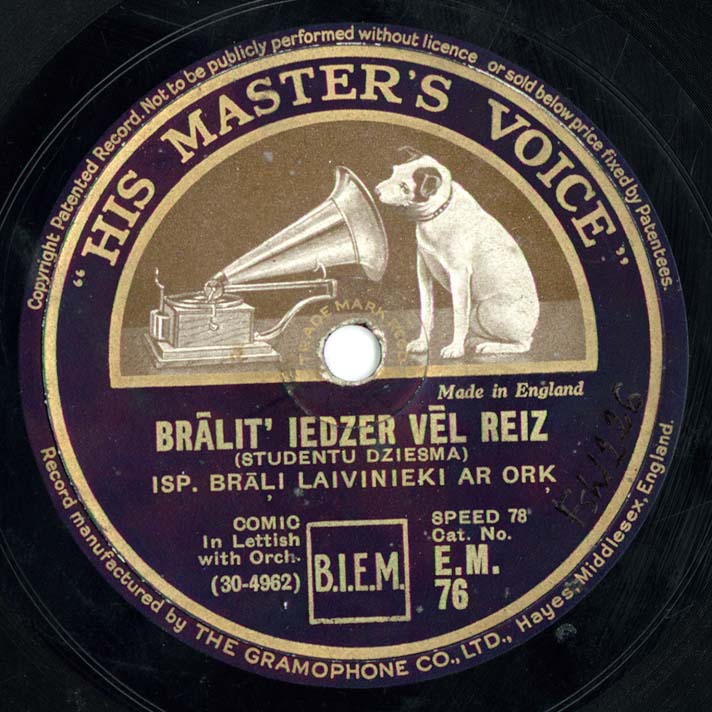 Copyright Patented Record. Not to be publicly performed without licence or sold below price fixed by Patentees.
"HIS MASTER'S VOICE"
TRADE MARK
Made in England
BRĀLIT' IEDZER VĒL REIZ
(STUDENTU DZIESMA)
ISP. BRĀĻI LAIVINIEKI AR ORĶ
COMIC
In Lettish
with Orch.
(30-4962)
B.I.E.M.
SPEED 78
Cat. No.
E.M.
76
Record manufactured by THE GRAMOPHONE CO., LTD., Hayes, Middlesex, England.